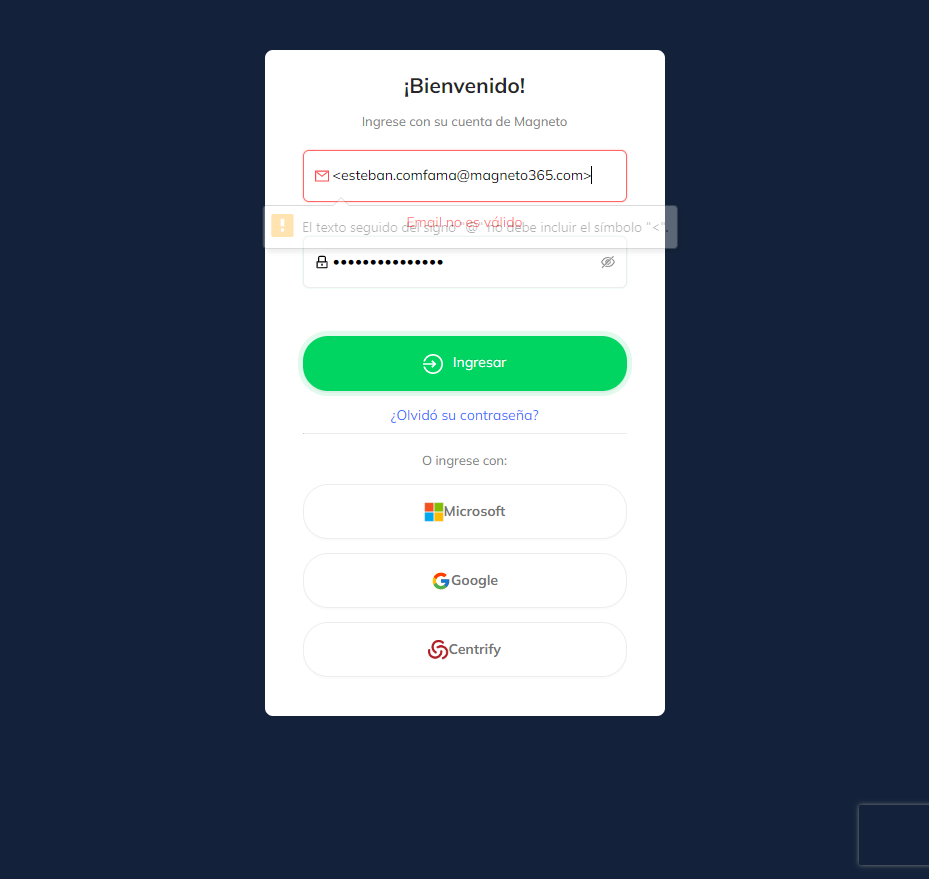 ¡Bienvenido!
Ingrese con su cuenta de Magneto
<esteban.comfama@magneto365.com>
Email no es válido
El texto seguido del signo "@" no debe incluir el símbolo "<".
•••••••••••••••
Ingresar
¿Olvidó su contraseña?
O ingrese con:
Microsoft
Google
Centrify